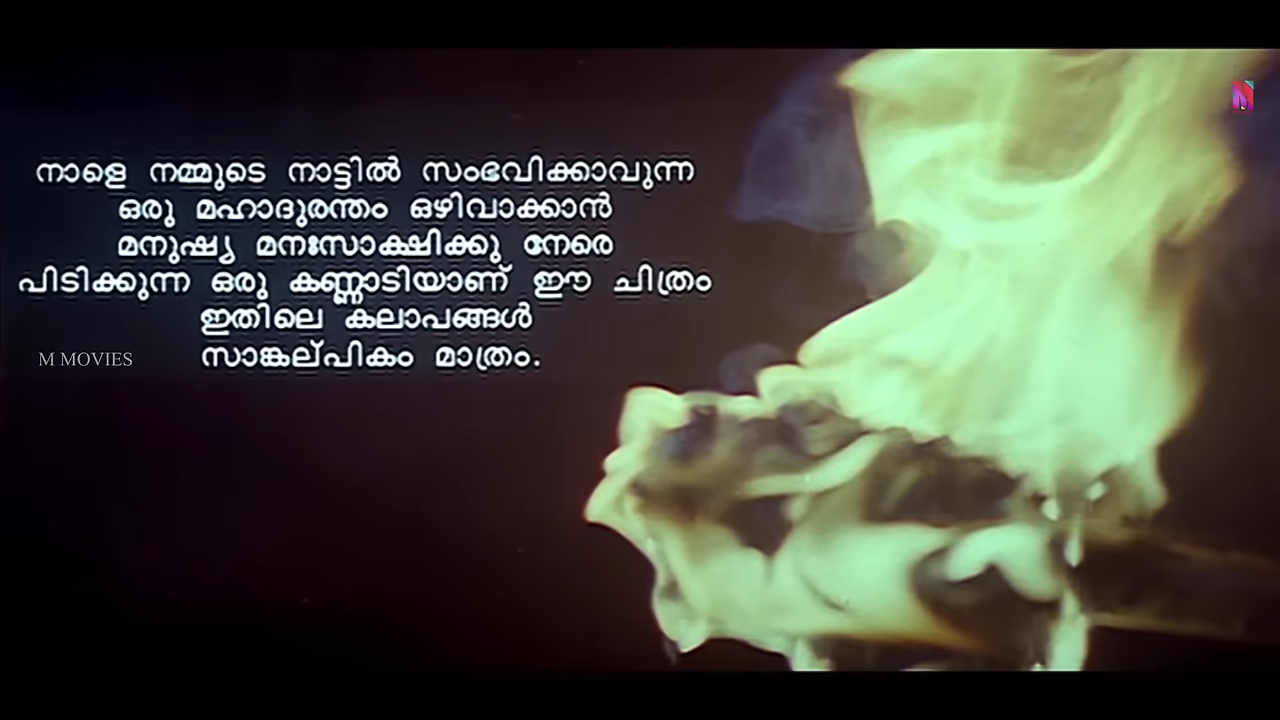 നാളെ നമ്മുടെ നാട്ടിൽ സംഭവിക്കാവുന്ന
ഒരു മഹാദുരന്തം ഒഴിവാക്കാൻ
മനുഷ്യ മനഃസാക്ഷിക്കു നേരെ
പിടിക്കുന്ന ഒരു കണ്ണാടിയാണ് ഈ ചിത്രം
ഇതിലെ കലാപങ്ങൾ
സാങ്കല്പികം മാത്രം.
M MOVIES